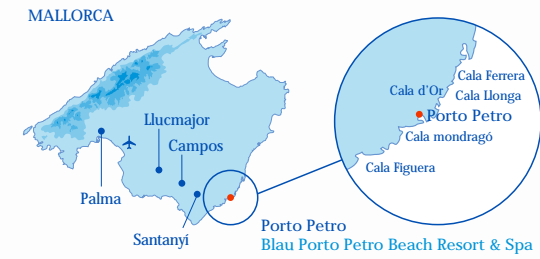 MALLORCA
Cala Ferrera
Cala d'Or
Cala Llonga
Porto Petro
Cala mondragó
Cala Figuera
Llucmajor
Campos
Palma
Santanyí
Porto Petro
Blau Porto Petro Beach Resort & Spa